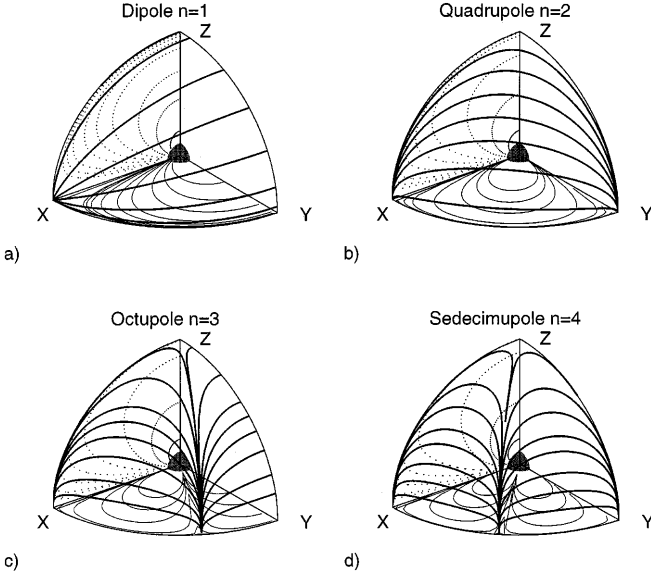 Dipole n=1
Z
X
Y
a)
Quadrupole n=2
Z
X
Y
b)
Octupole n=3
Z
X
Y
c)
Sedecimupole n=4
Z
X
Y
d)